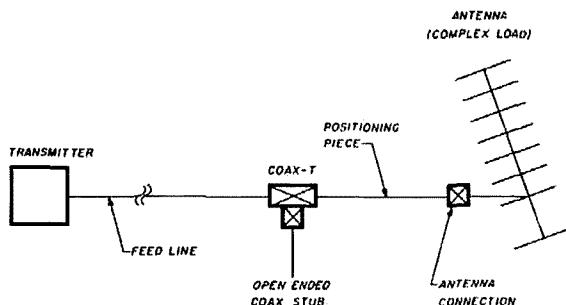 ANTENNA
(COMPLEX LOAD)
POSITIONING
PIECE
TRANSMITTER
COAX-T
FEED LINE
OPEN ENDED
COAX STUB
ANTENNA
CONNECTION